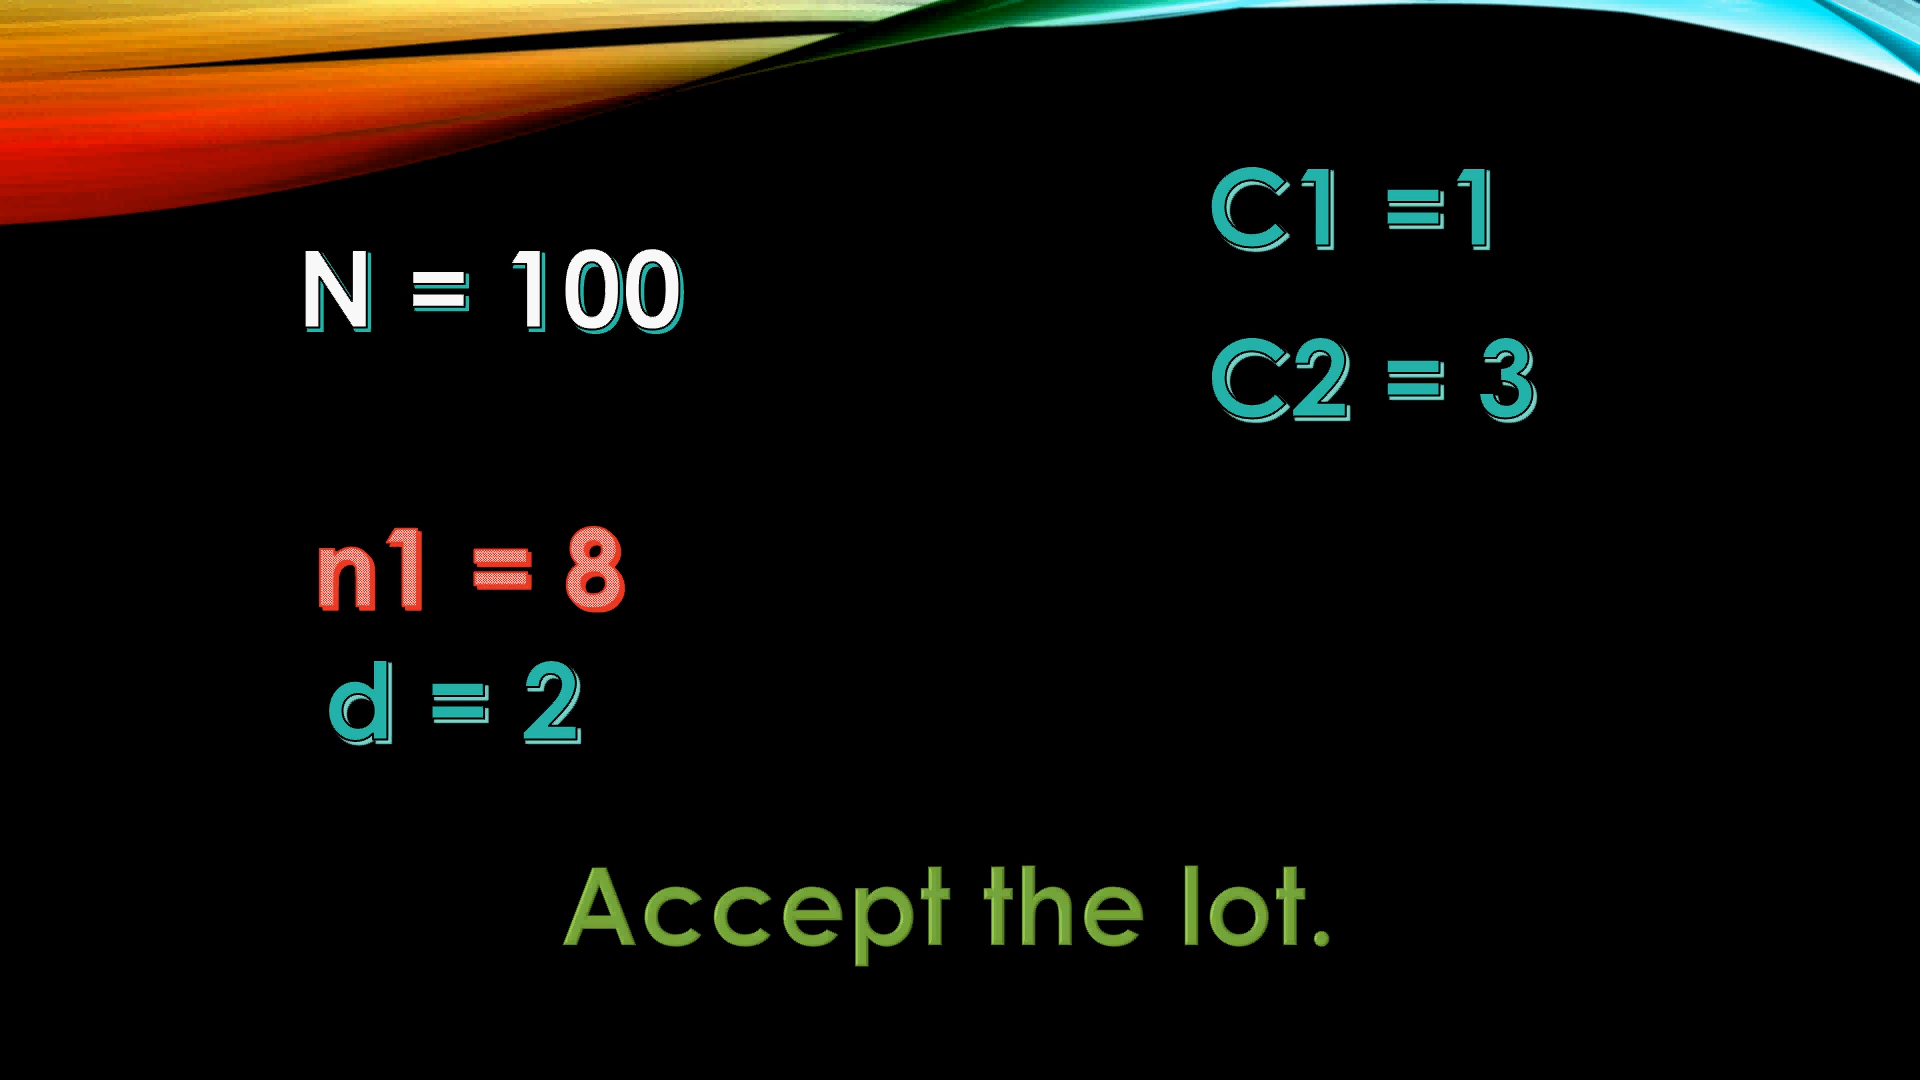 N = 100
C1 =1
C2 = 3
n1 = 8
d = 2
Accept the lot.